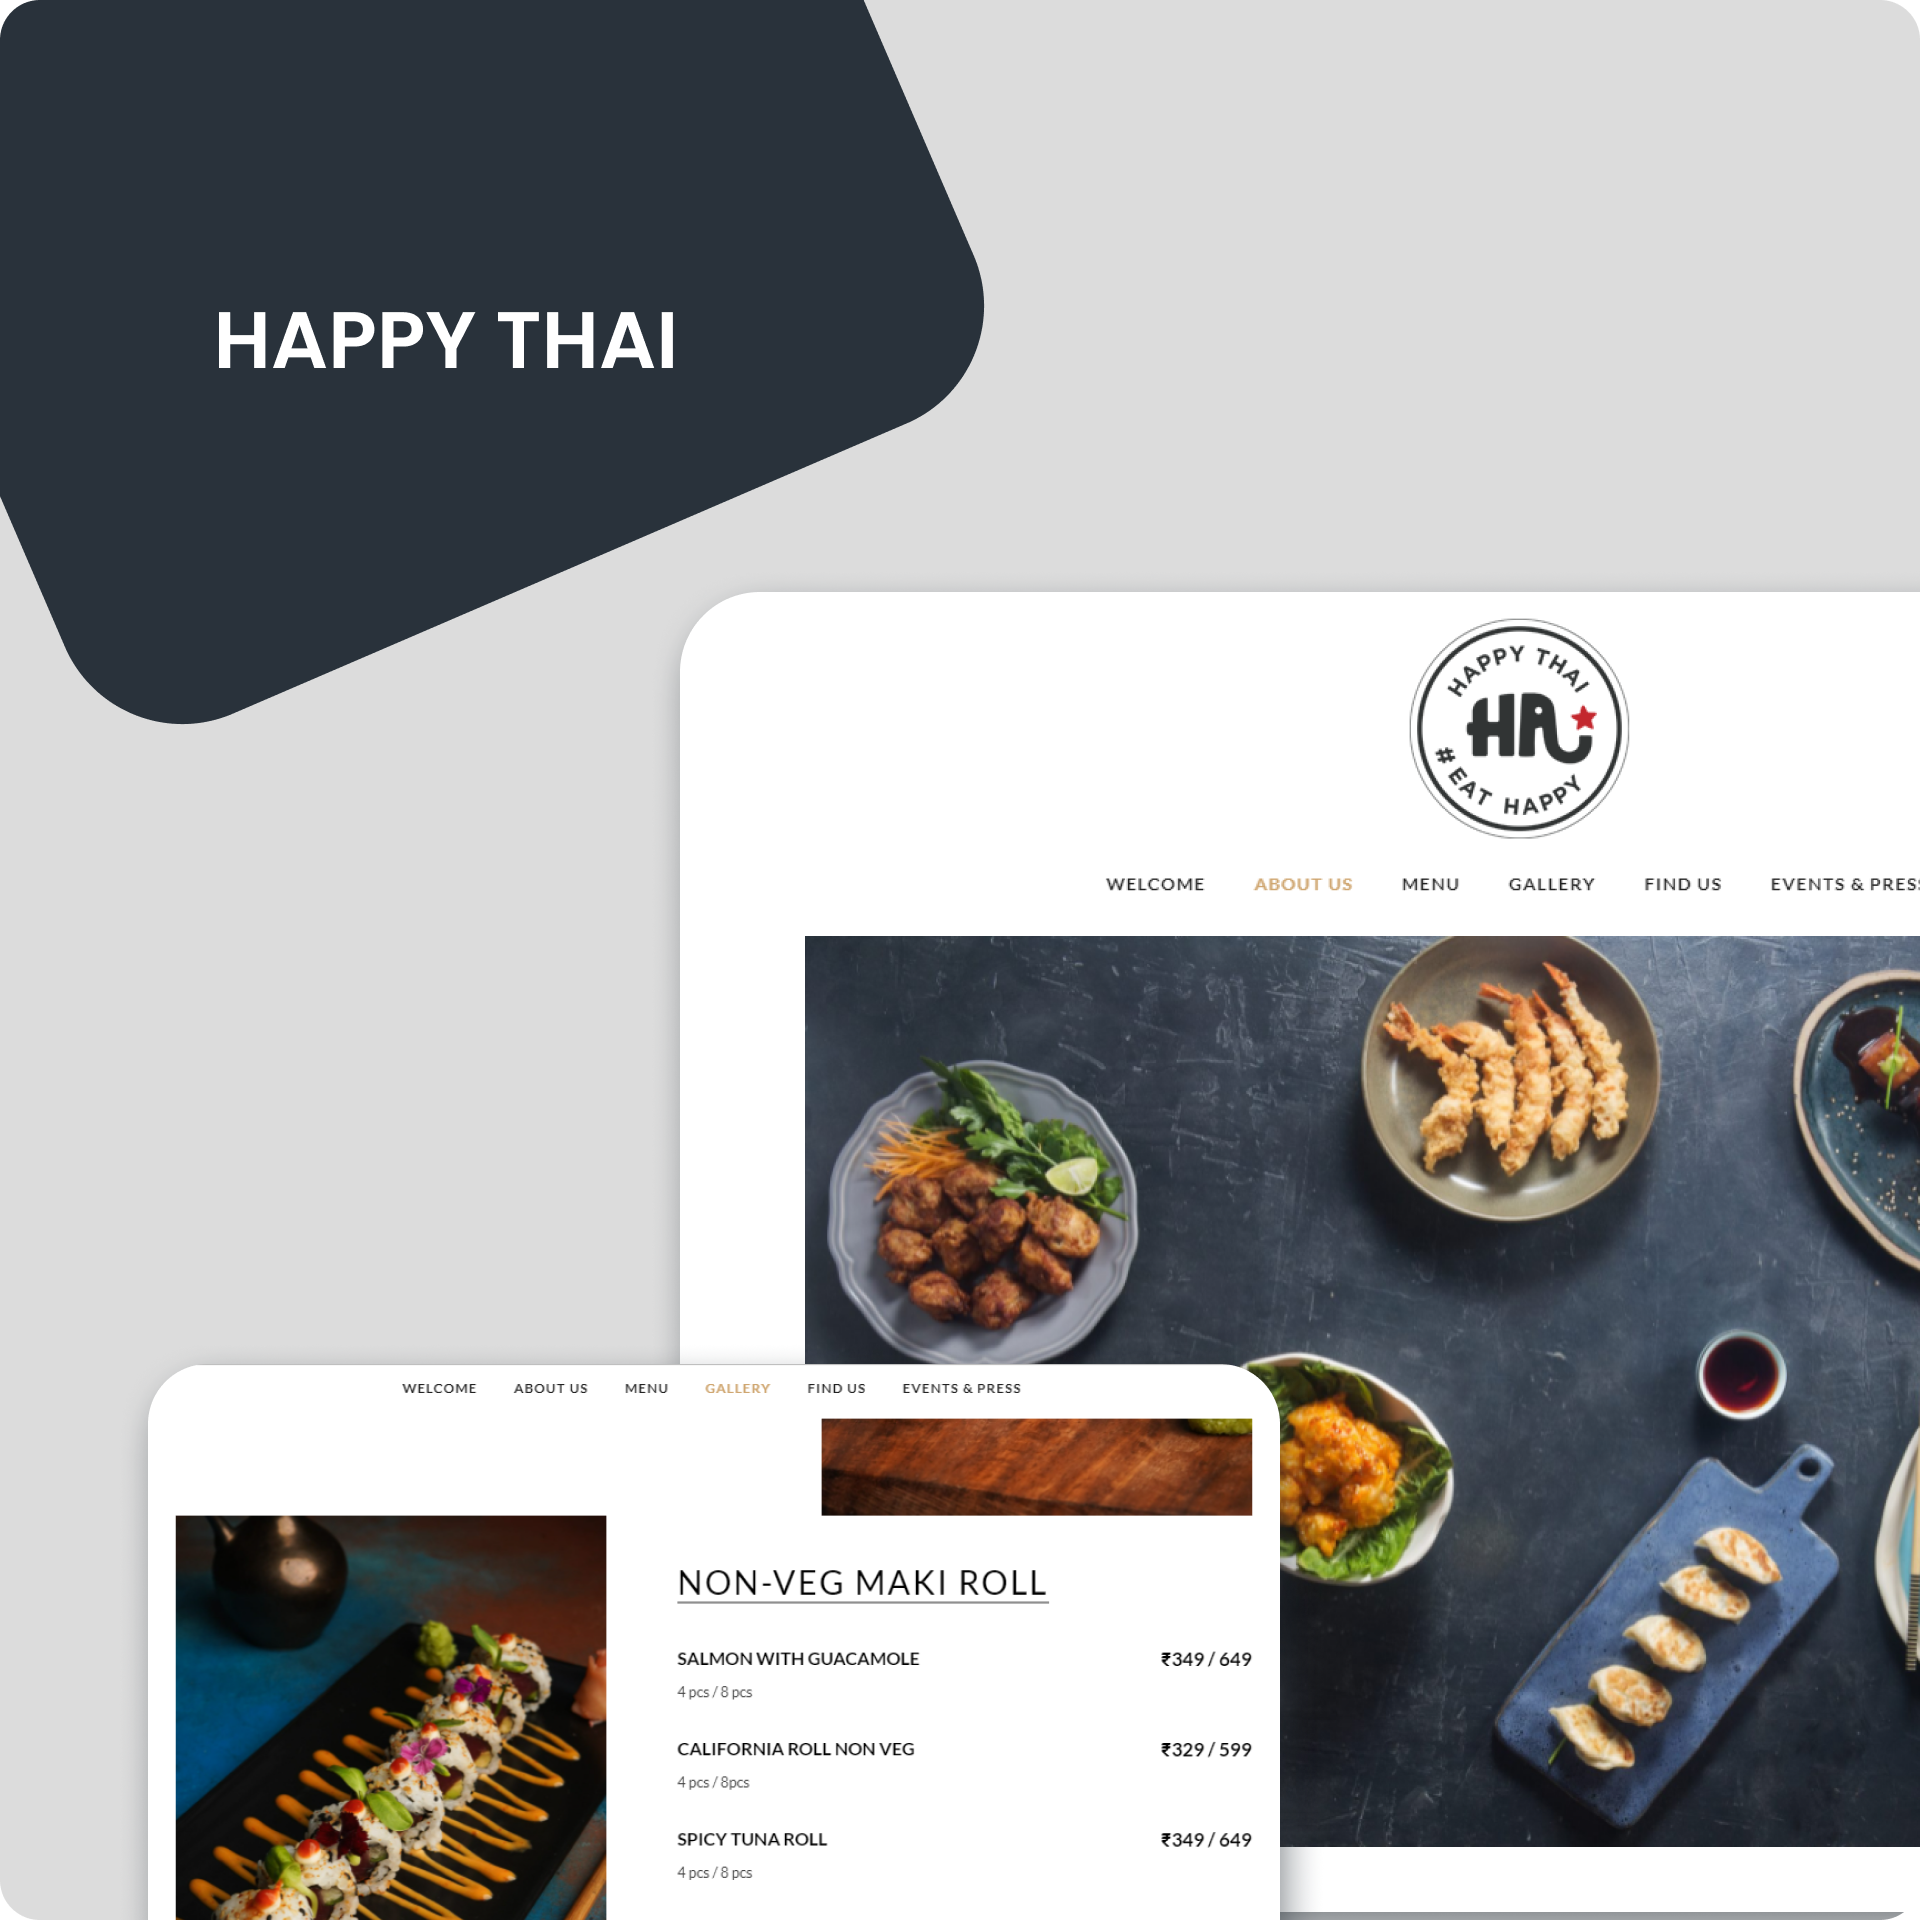 HAPPY THAI
HAPPY THAI
HA
#EAT HAPPY
WELCOME ABOUT US MENU GALLERY FIND US EVENTS & PRESS
WELCOME ABOUT US MENU GALLERY FIND US EVENTS & PRESS
NON-VEG MAKI ROLL
SALMON WITH GUACAMOLE ₹349 / 649
4 pcs / 8 pcs
CALIFORNIA ROLL NON VEG ₹329 / 599
4 pcs / 8pcs
SPICY TUNA ROLL ₹349 / 649
4 pcs / 8 pcs